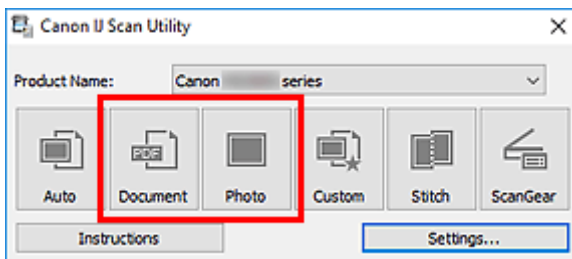 Canon IJ Scan Utility
Product Name: Canon series
PDF
Auto Document Photo Custom Stitch ScanGear
Instructions Settings...